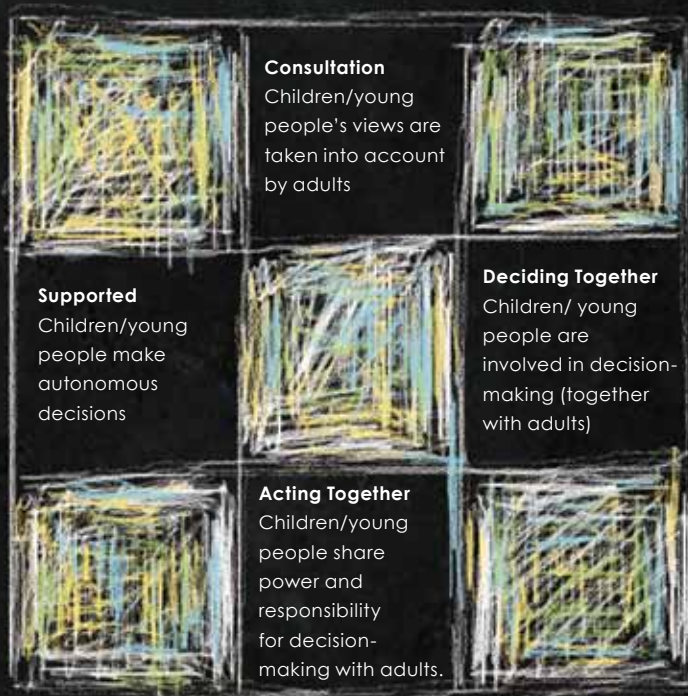 Consultation
Children/young
people's views are
taken into account
by adults
Supported
Children/young
people make
autonomous
decisions
Deciding Together
Children/ young
people are
involved in decision-
making (together
with adults)
Acting Together
Children/young
people share
power and
responsibility
for decision-
making with adults.